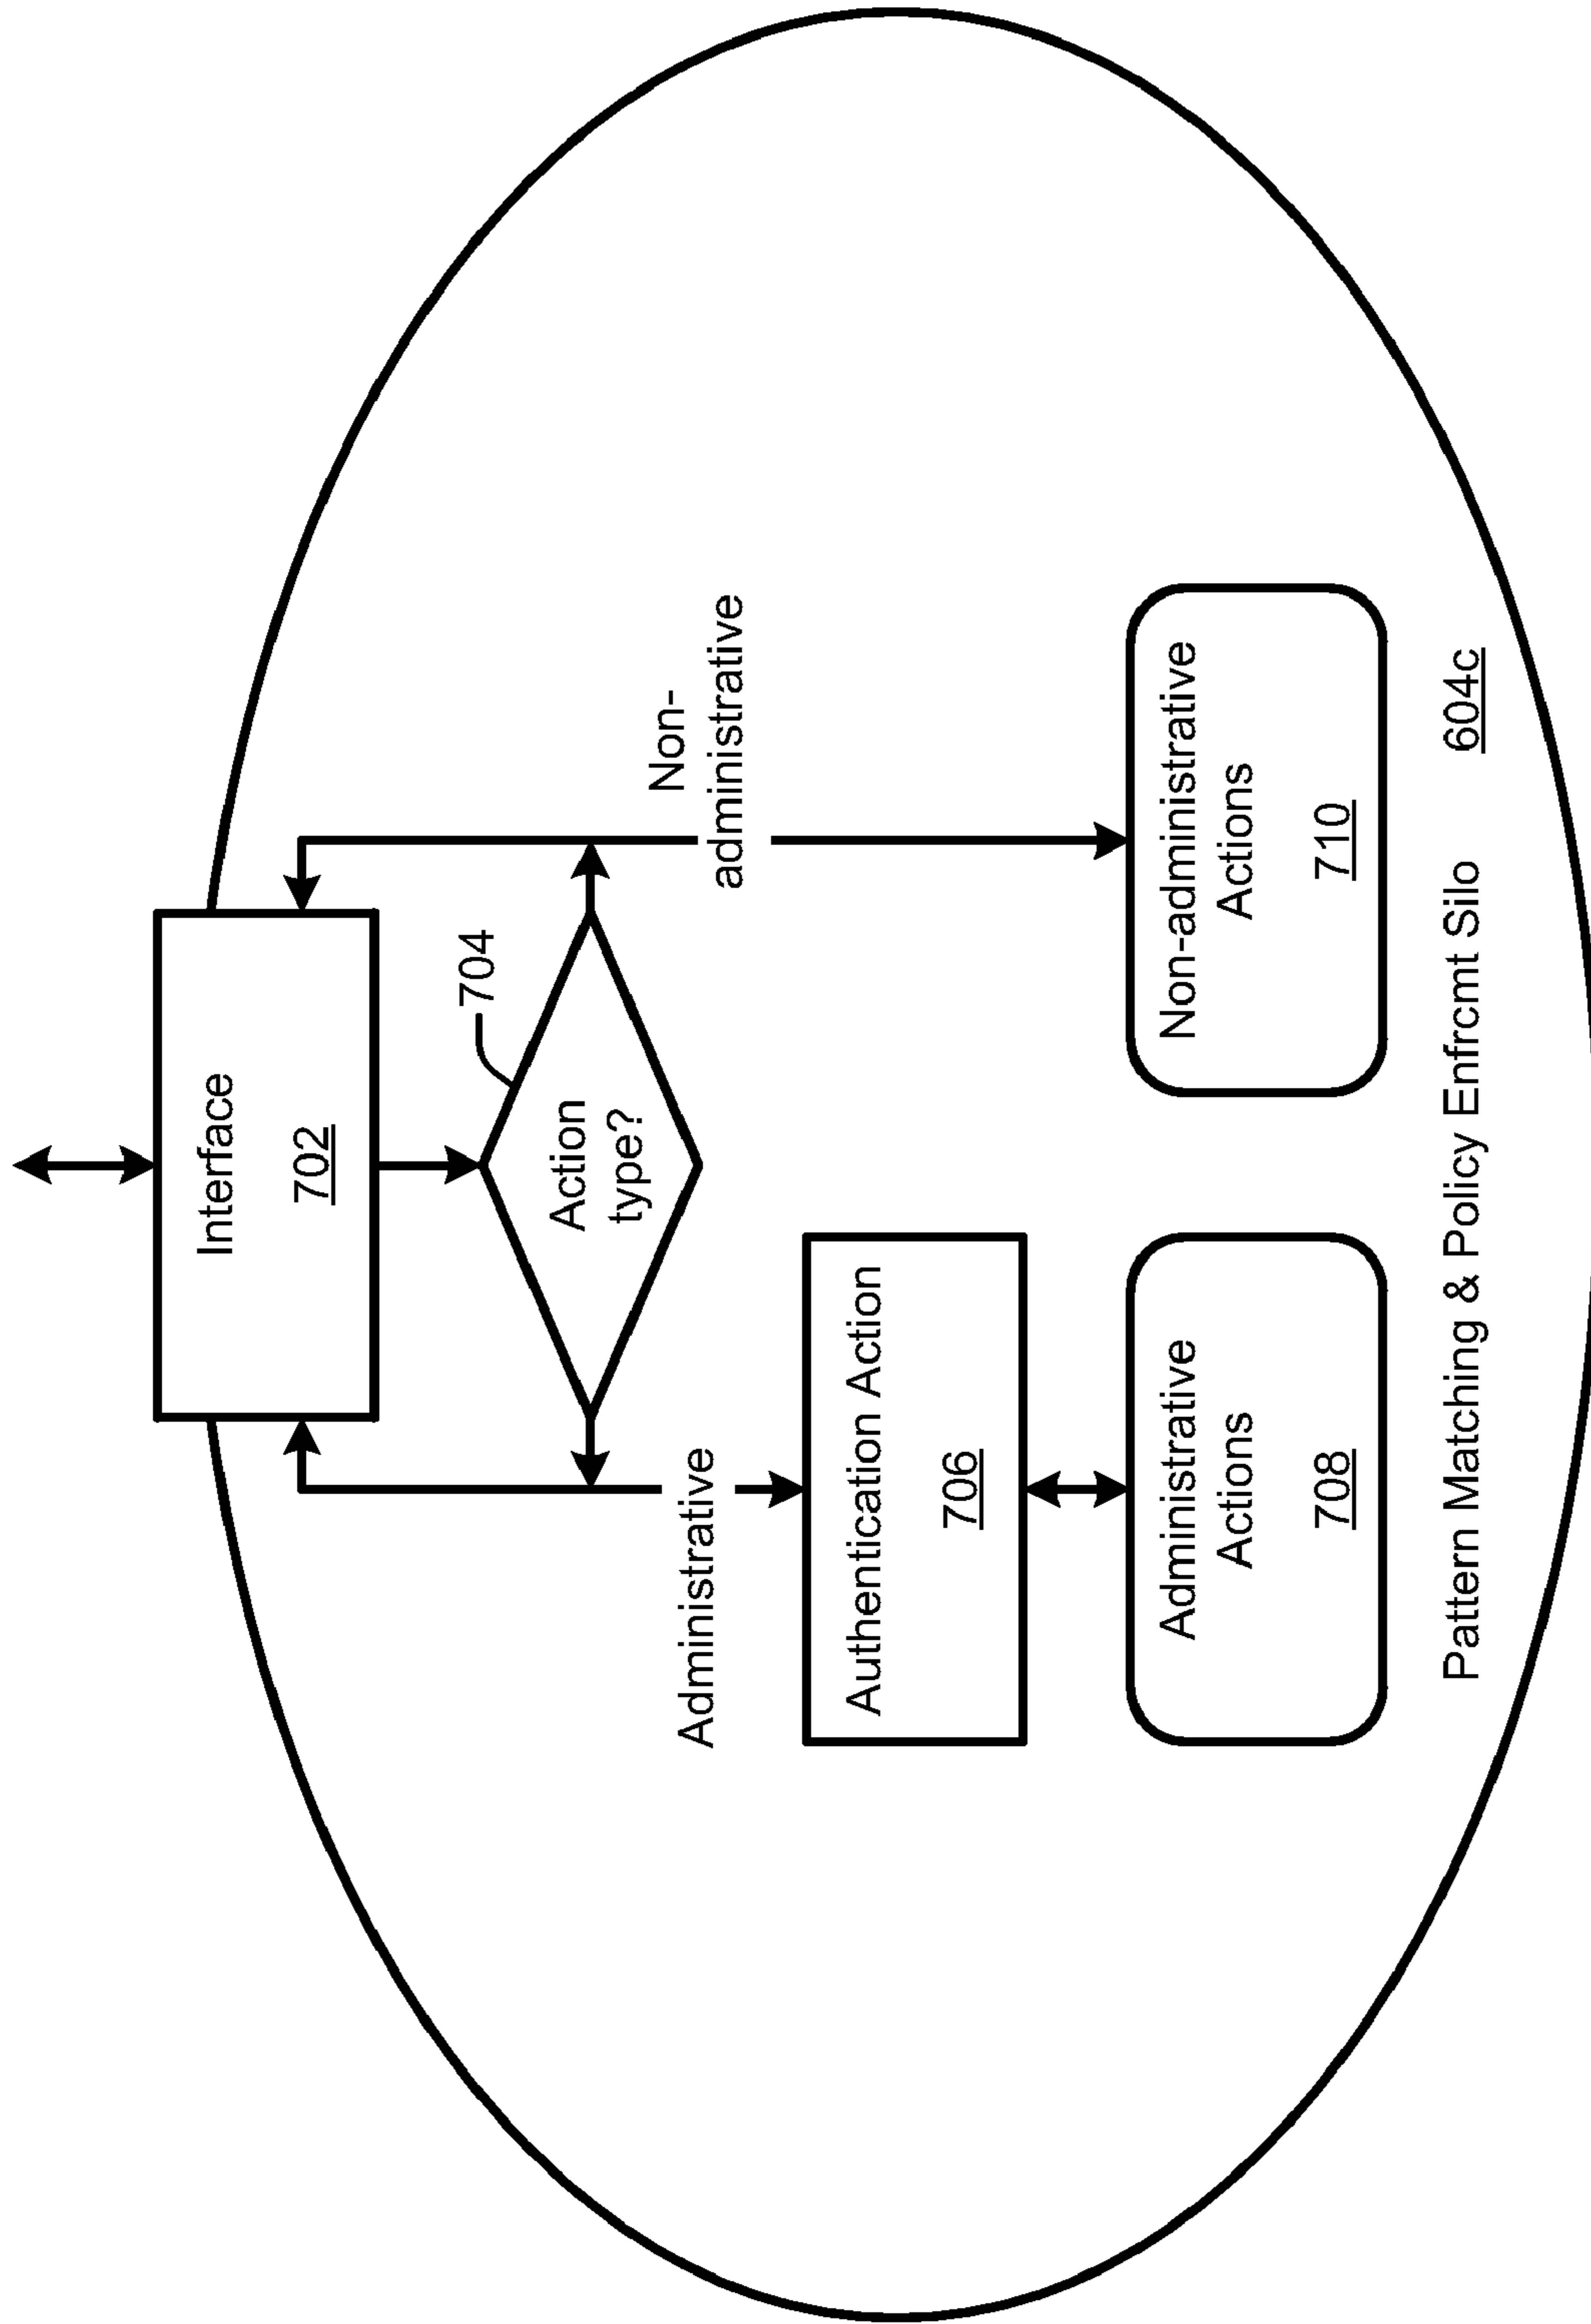 Interface
702
704
Action
type?
Non-
administrative
Administrative
Authentication Action
706
Administrative
Actions
708
Non-administrative
Actions
710
Pattern Matching & Policy Enfrcmt Silo 604c